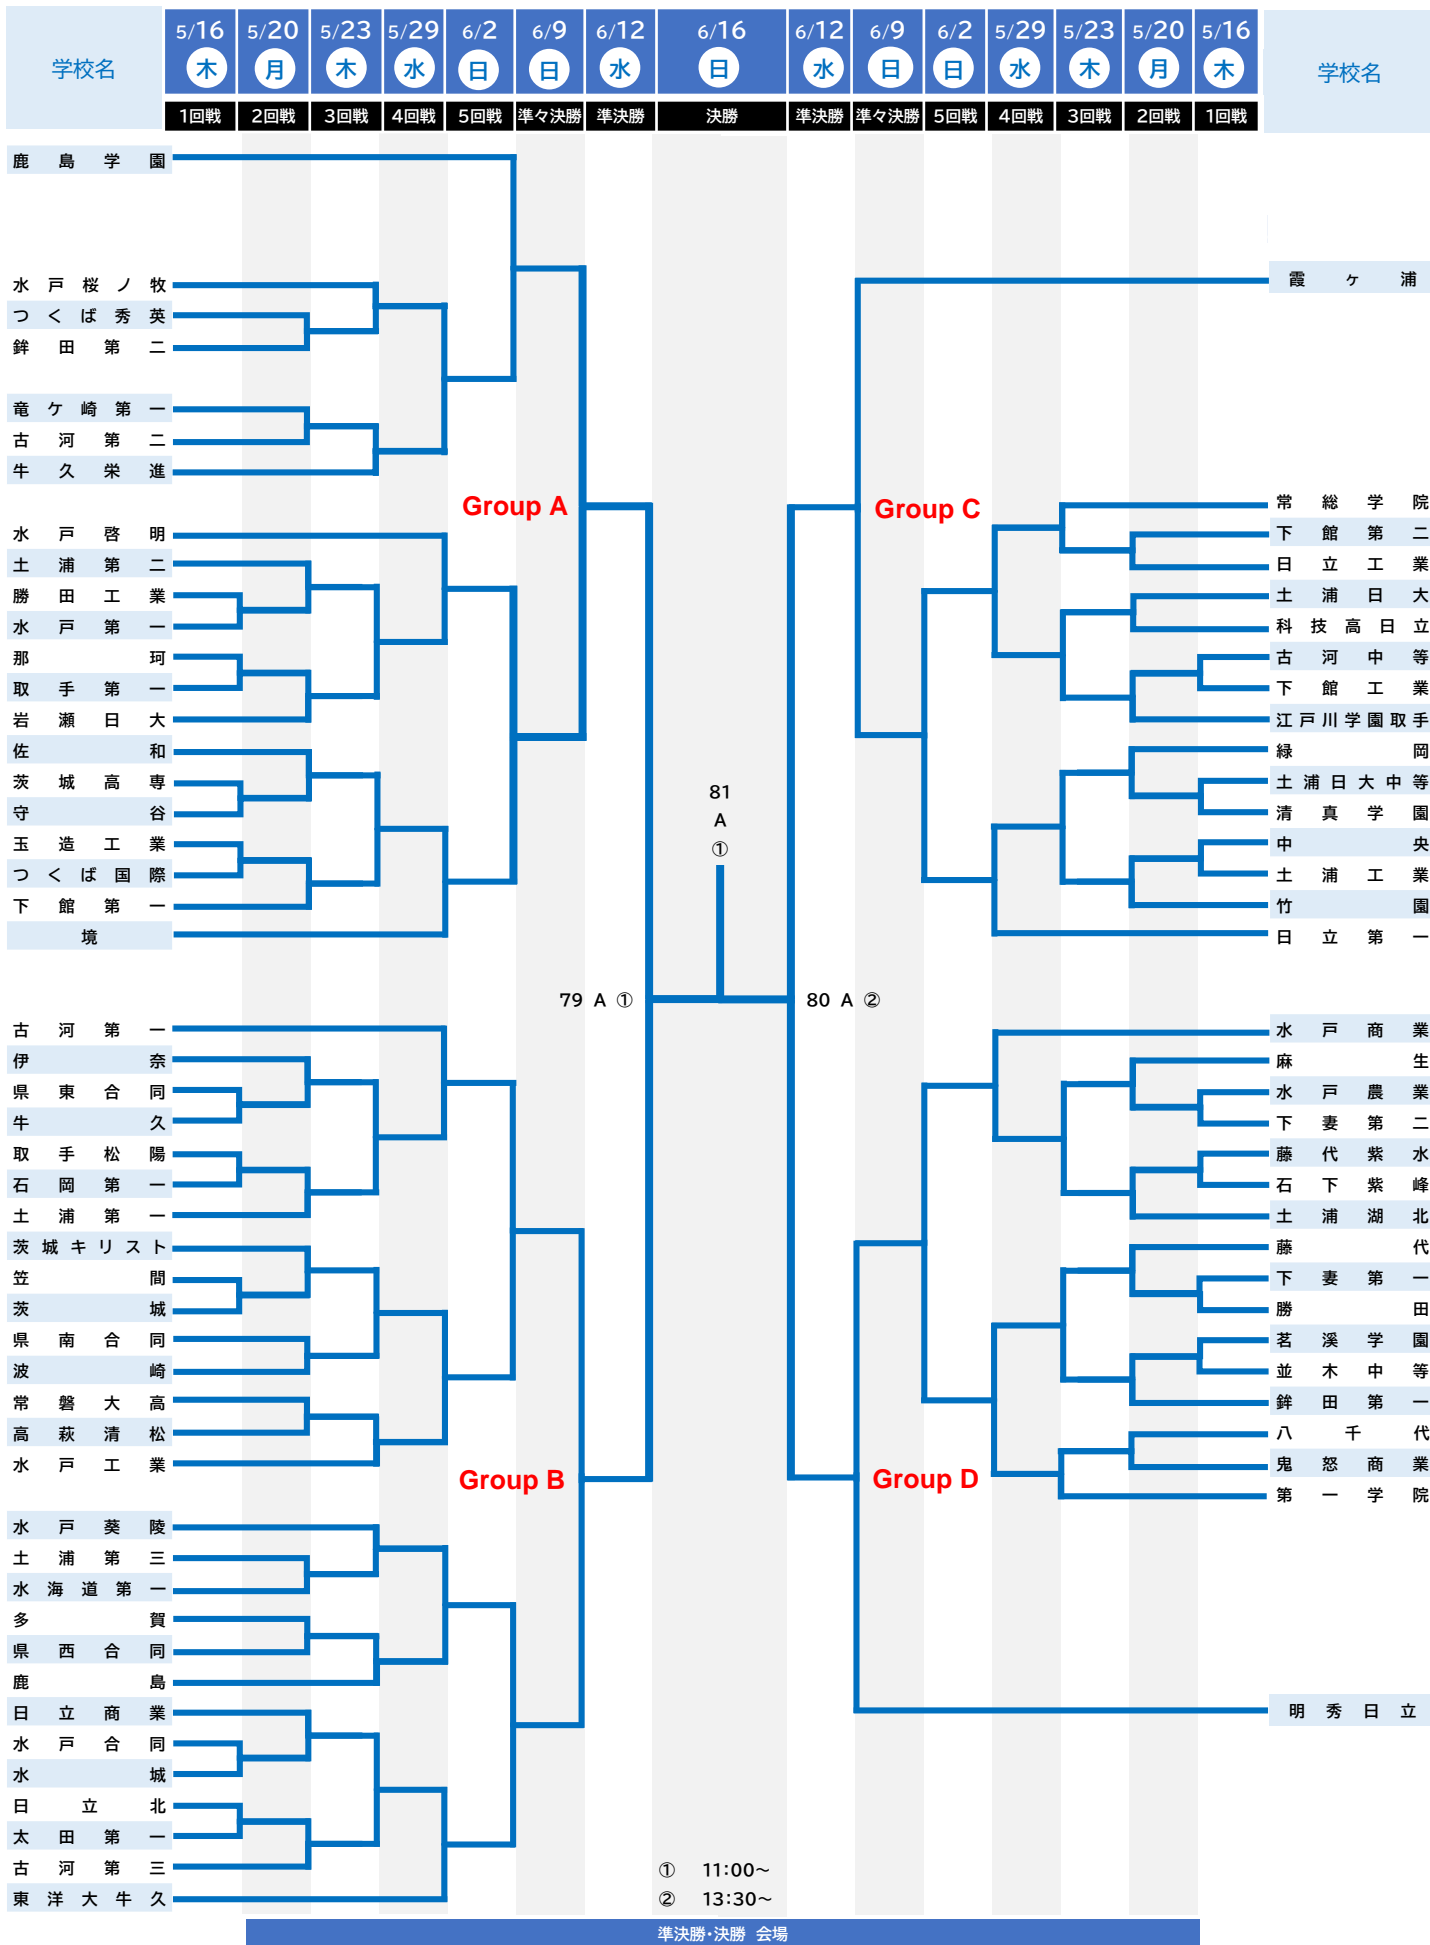 学校名 5/16 5/20 5/23 5/29 6/2 6/9 6/12 6/16 6/12 6/9 6/2 5/29 5/23 5/20 5/16 学校名
木 月 木 水 日 日 水 日 水 日 日 水 木 月 木
1回戦 2回戦 3回戦 4回戦 5回戦 準々決勝 準決勝 決勝 準決勝 準々決勝 5回戦 4回戦 3回戦 2回戦 1回戦
鹿島学園
水戸桜ノ牧
つくば秀英
鉾田第二
竜ケ崎第一
古河第二
牛久栄進
Group A
水戸啓明
土浦第二
勝田工業
水戸第一
那珂
取手第一
岩瀬日大
佐和
茨城高専
守谷
玉造工業
つくば国際
下館第一
境
古河第一
伊奈
県東合同
牛久
取手松陽
石岡第一
土浦第一
茨城キリスト
笠間
茨城
県南合同
波崎
常磐大高
高萩清松
水戸工業
Group B
水戸葵陵
土浦第三
水海道第一
多賀
県西合同
鹿島
日立商業
水戸合同
水城
日立北
太田第一
古河第三
東洋大牛久
81
A
①
79 A ①
80 A ②
霞ヶ浦
Group C
常総学院
下館第二
日立工業
土浦日大
科技高日立
古河中等
下館工業
江戸川学園取手
緑岡
土浦日大中等
清真学園
中央
土浦工業
竹園
日立第一
水戸商業
麻生
水戸農業
下妻第二
藤代紫水
石下紫峰
土浦湖北
藤代
下妻第一
勝田
茗溪学園
並木中等
鉾田第一
八千代
鬼怒商業
第一学院
Group D
明秀日立
① 11:00~
② 13:30~
準決勝・決勝 会場